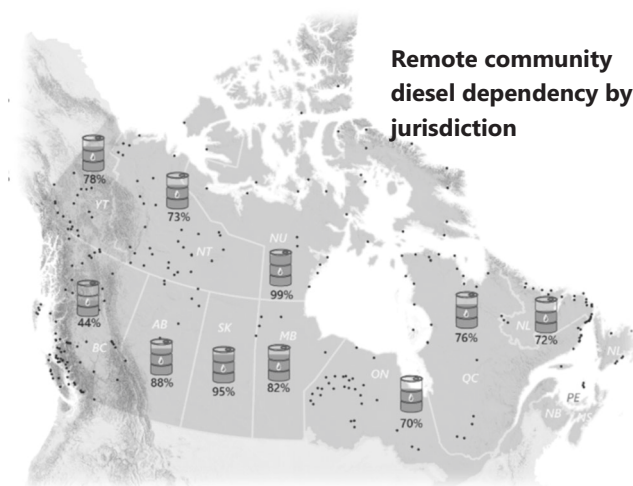 Remote community
diesel dependency by
jurisdiction
78%
YT
73%
NT
NU
99%
44%
BC
AB
88%
SK
95%
MB
82%
ON
70%
76%
QC
NL
72%
NL
PE
NB
NS